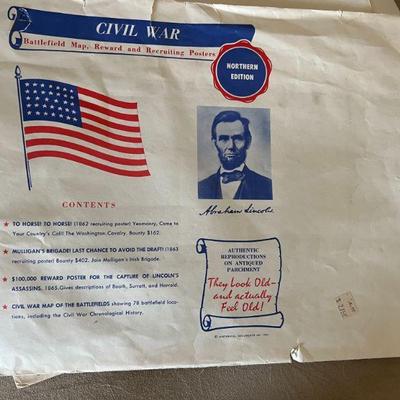 CIVIL WAR
Battlefield Map, Reward and Recruiting Posters
NORTHERN
EDITION
Abraham Lincoln
CONTENTS
★ TO HORSE! TO HORSE! (1862 recruiting poster) Yeomanry, Come to
Your Country's Call! The Washington Cavalry. Bounty $162.
★ MULLIGAN'S BRIGADE! LAST CHANCE TO AVOID THE DRAFT! (1863
recruiting poster) Bounty $402. Join Mulligan's Irish Brigade.
★ $100,000 REWARD POSTER FOR THE CAPTURE OF LINCOLN'S
ASSASSINS, 1865. Gives descriptions of Booth, Surratt, and Harrold.
★ CIVIL WAR MAP OF THE BATTLEFIELDS showing 78 battlefield loca-
tions, including the Civil War Chronological History.
AUTHENTIC
REPRODUCTIONS
ON ANTIQUED
PARCHMENT
They Look Old—
and actually
Feel Old!
© HISTORICAL DOCUMENTS CO.